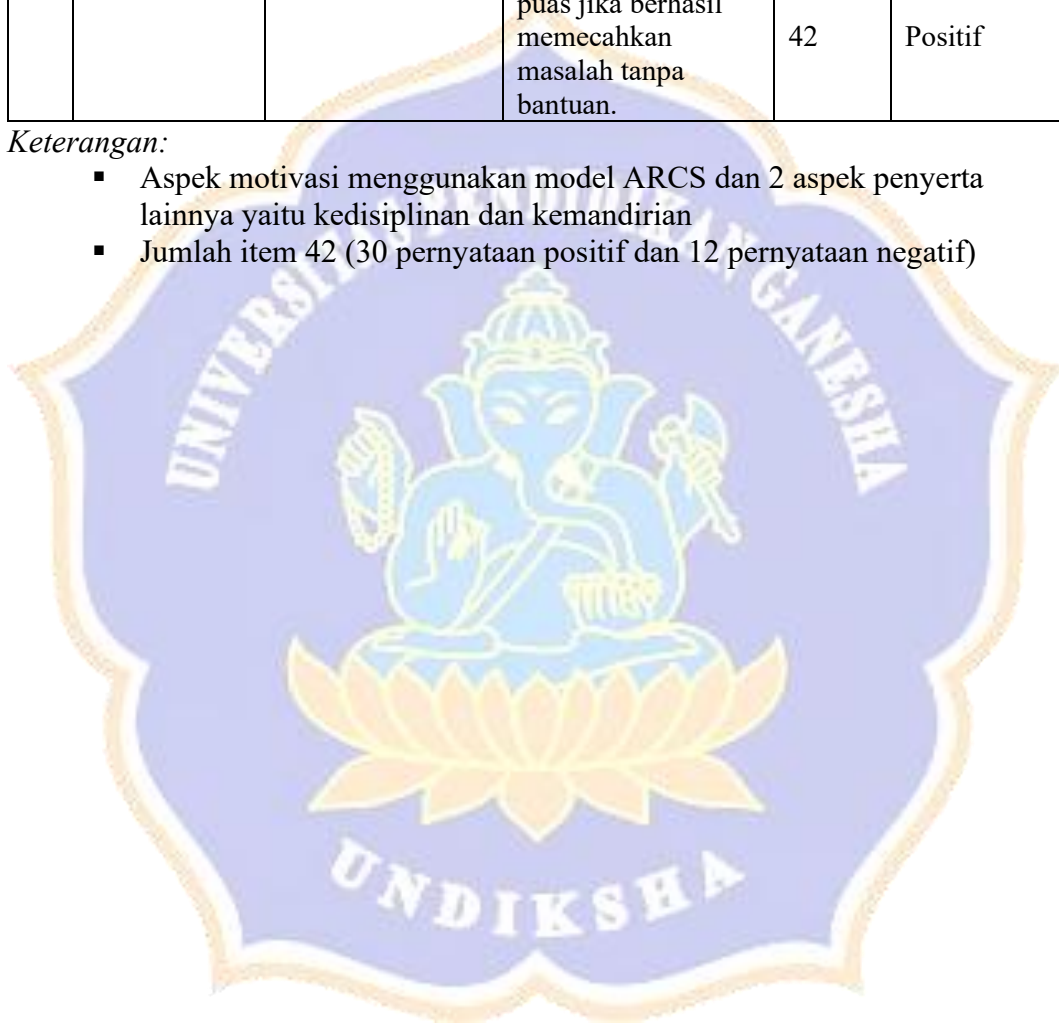 puas jika berhasil
memecahkan
masalah tanpa
bantuan.
42
Positif
Keterangan:
▪ Aspek motivasi menggunakan model ARCS dan 2 aspek penyerta
lainnya yaitu kedisiplinan dan kemandirian
▪ Jumlah item 42 (30 pernyataan positif dan 12 pernyataan negatif)
UNIVERSITAS PENDIDIKAN GANESHA
UNDIKSHA